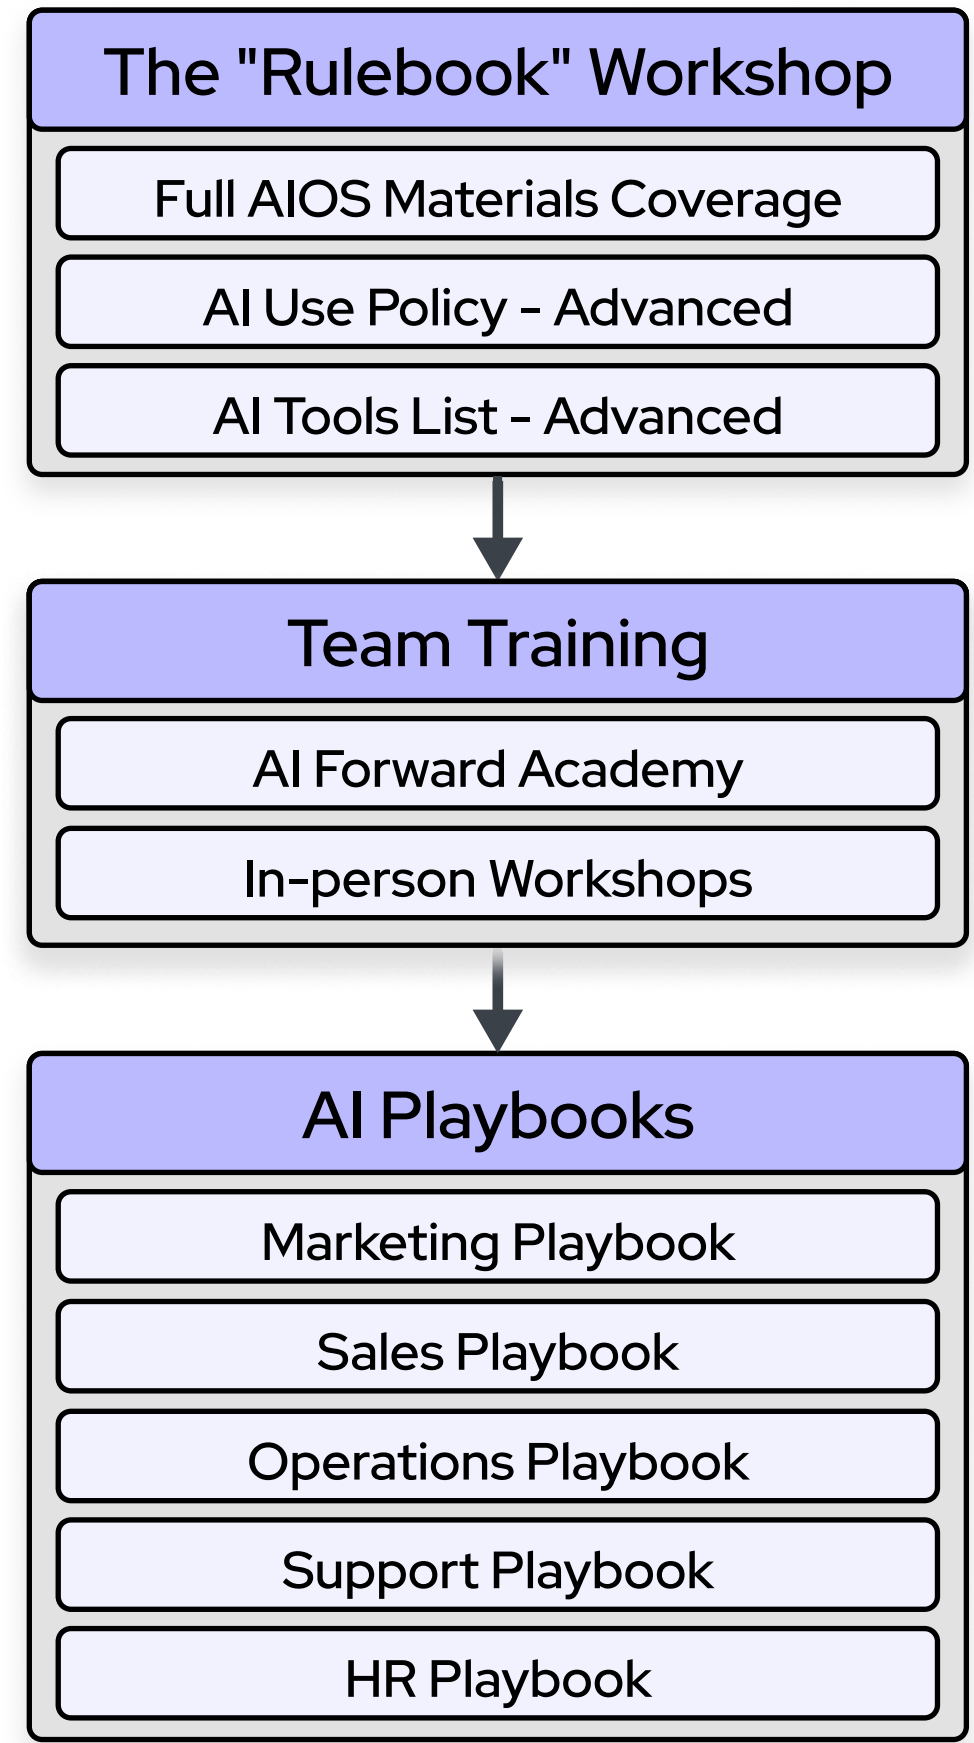 The "Rulebook" Workshop
Full AIOS Materials Coverage
AI Use Policy - Advanced
AI Tools List - Advanced
Team Training
AI Forward Academy
In-person Workshops
AI Playbooks
Marketing Playbook
Sales Playbook
Operations Playbook
Support Playbook
HR Playbook